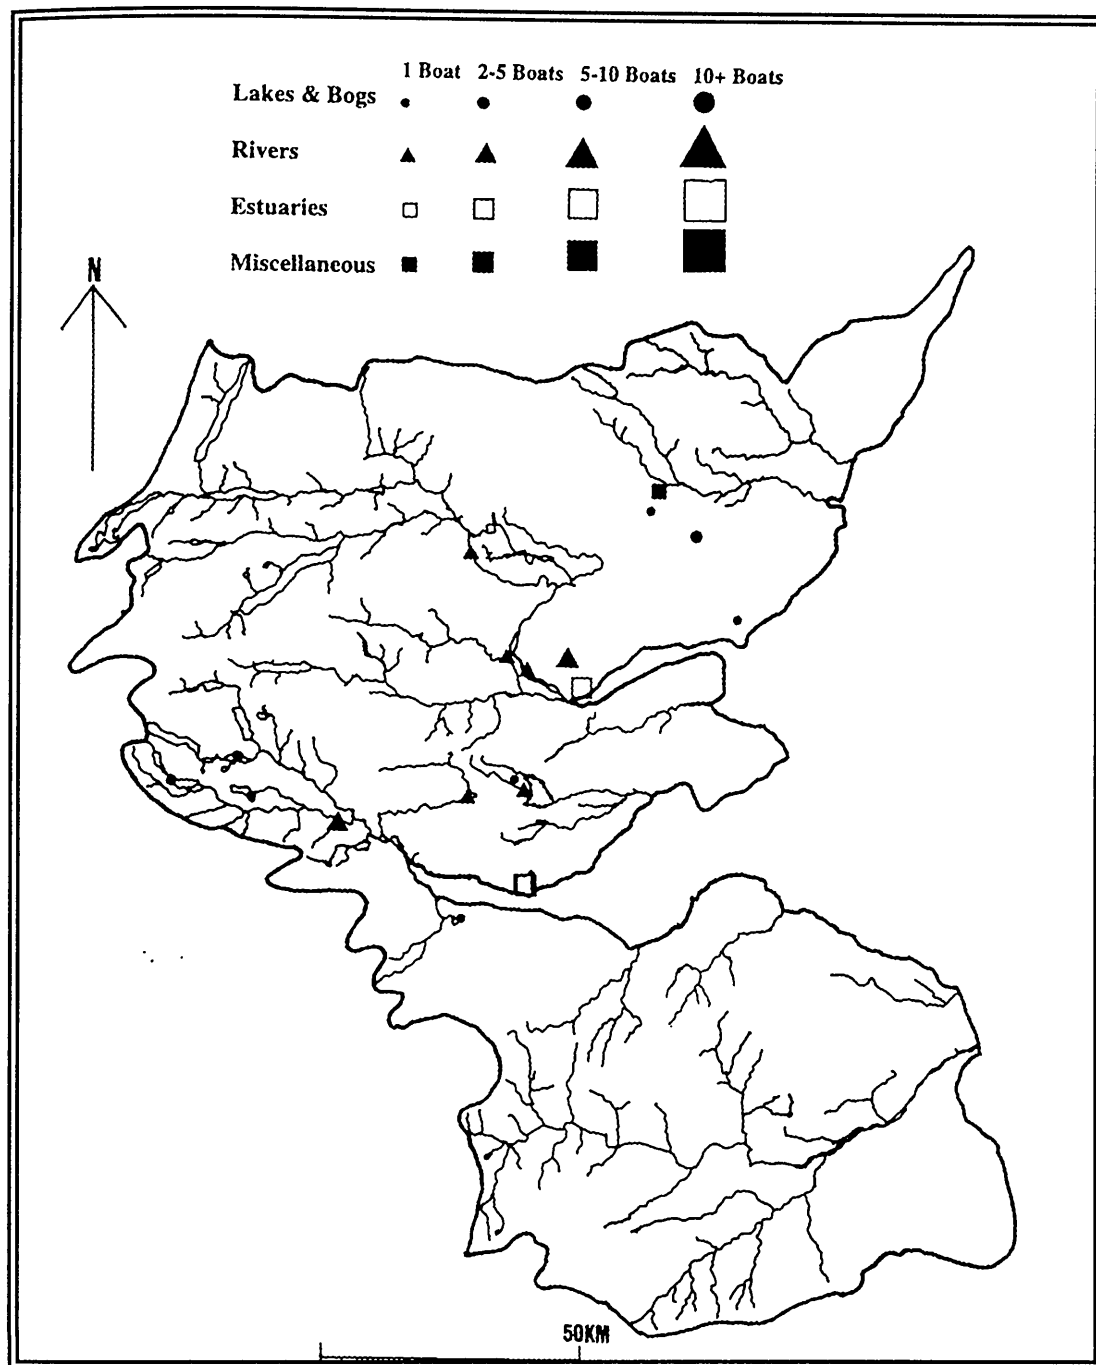 1 Boat 2-5 Boats 5-10 Boats 10+ Boats
Lakes & Bogs
Rivers
Estuaries
Miscellaneous
N
50KM